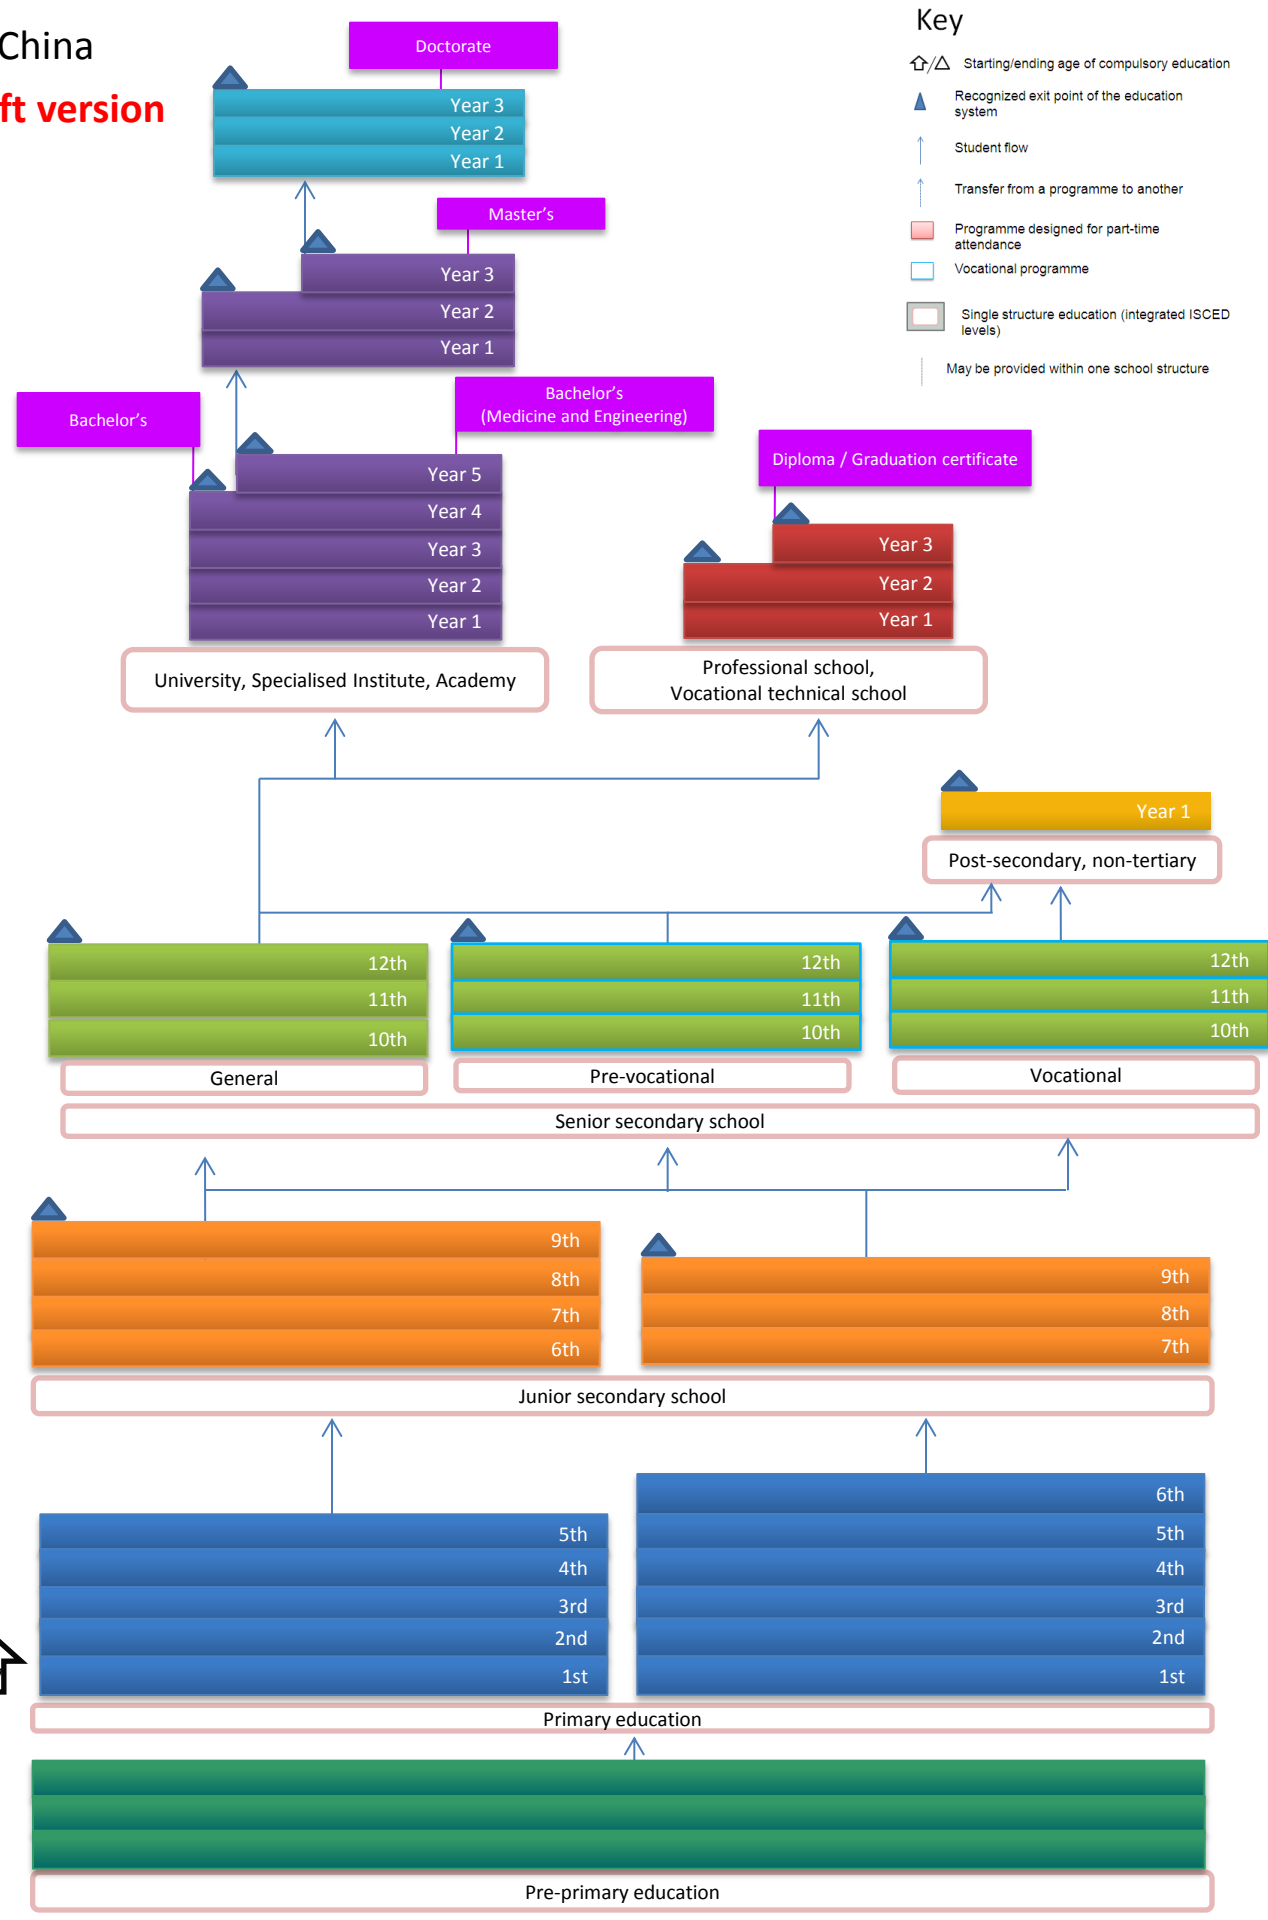 China
ft version
Key
Starting/ending age of compulsory education
Recognized exit point of the education
system
Student flow
Transfer from a programme to another
Programme designed for part-time
attendance
Vocational programme
Single structure education (integrated ISCED
levels)
May be provided within one school structure
Doctorate
Year 3
Year 2
Year 1
Master's
Year 3
Year 2
Year 1
Bachelor's
Bachelor's
(Medicine and Engineering)
Year 5
Year 4
Year 3
Year 2
Year 1
University, Specialised Institute, Academy
Diploma / Graduation certificate
Year 3
Year 2
Year 1
Professional school,
Vocational technical school
Year 1
Post-secondary, non-tertiary
12th
11th
10th
General
12th
11th
10th
Pre-vocational
12th
11th
10th
Vocational
Senior secondary school
9th
8th
7th
6th
9th
8th
7th
Junior secondary school
5th
4th
3rd
2nd
1st
6th
5th
4th
3rd
2nd
1st
Primary education
Pre-primary education